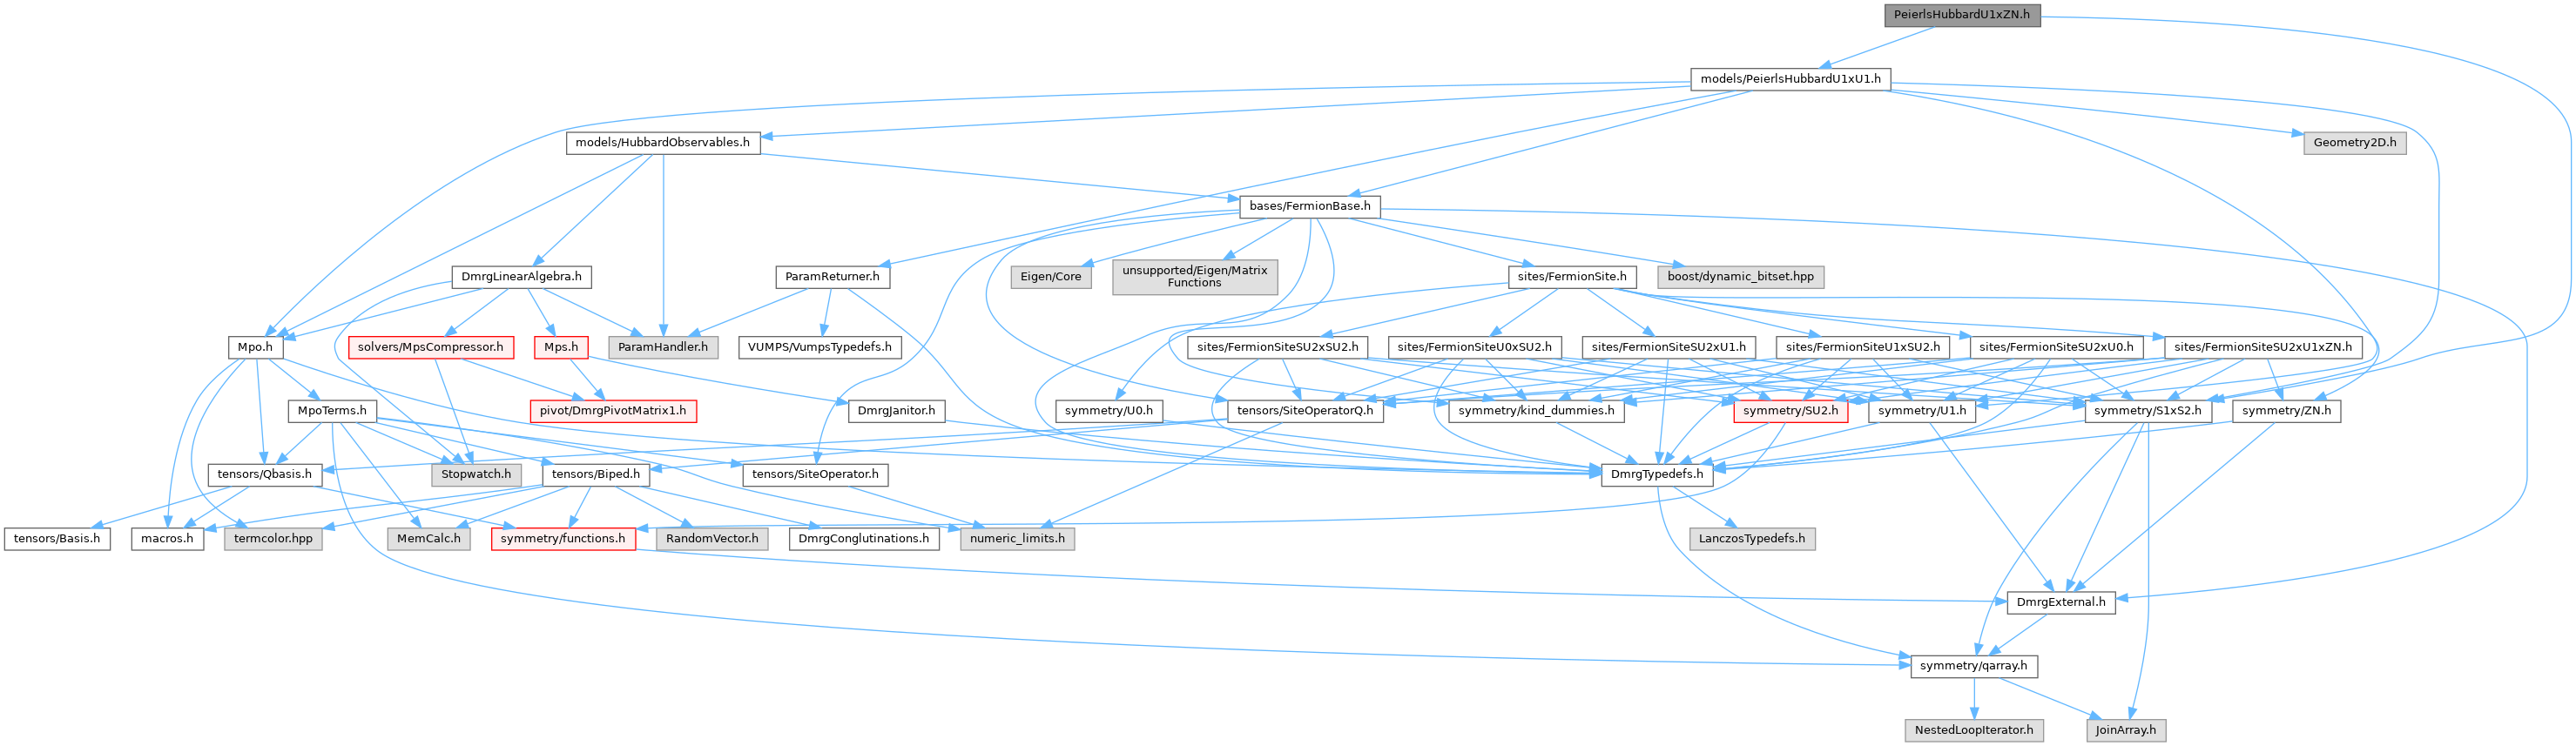 PeierlsHubbardU1xZN.h
models/PeierlsHubbardU1xU1.h
models/HubbardObservables.h
Geometry2D.h
bases/FermionBase.h
DmrgLinearAlgebra.h
ParamReturner.h
Eigen/Core
unsupported/Eigen/Matrix
Functions
sites/FermionSite.h
boost/dynamic_bitset.hpp
Mpo.h
solvers/MpsCompressor.h
Mps.h
ParamHandler.h
VUMPS/VumpsTypedefs.h
sites/FermionSiteSU2xSU2.h
sites/FermionSiteU0xSU2.h
sites/FermionSiteSU2xU1.h
sites/FermionSiteU1xSU2.h
sites/FermionSiteSU2xU0.h
sites/FermionSiteSU2xU1xZN.h
MpoTerms.h
pivot/DmrgPivotMatrix1.h
DmrgJanitor.h
symmetry/U0.h
tensors/SiteOperatorQ.h
symmetry/kind_dummies.h
symmetry/SU2.h
symmetry/U1.h
symmetry/S1xS2.h
symmetry/ZN.h
tensors/Qbasis.h
Stopwatch.h
tensors/Biped.h
tensors/SiteOperator.h
DmrgTypedefs.h
tensors/Basis.h
macros.h
termcolor.hpp
MemCalc.h
symmetry/functions.h
RandomVector.h
DmrgConglutinations.h
numeric_limits.h
LanczosTypedefs.h
DmrgExternal.h
symmetry/qarray.h
NestedLoopIterator.h
JoinArray.h